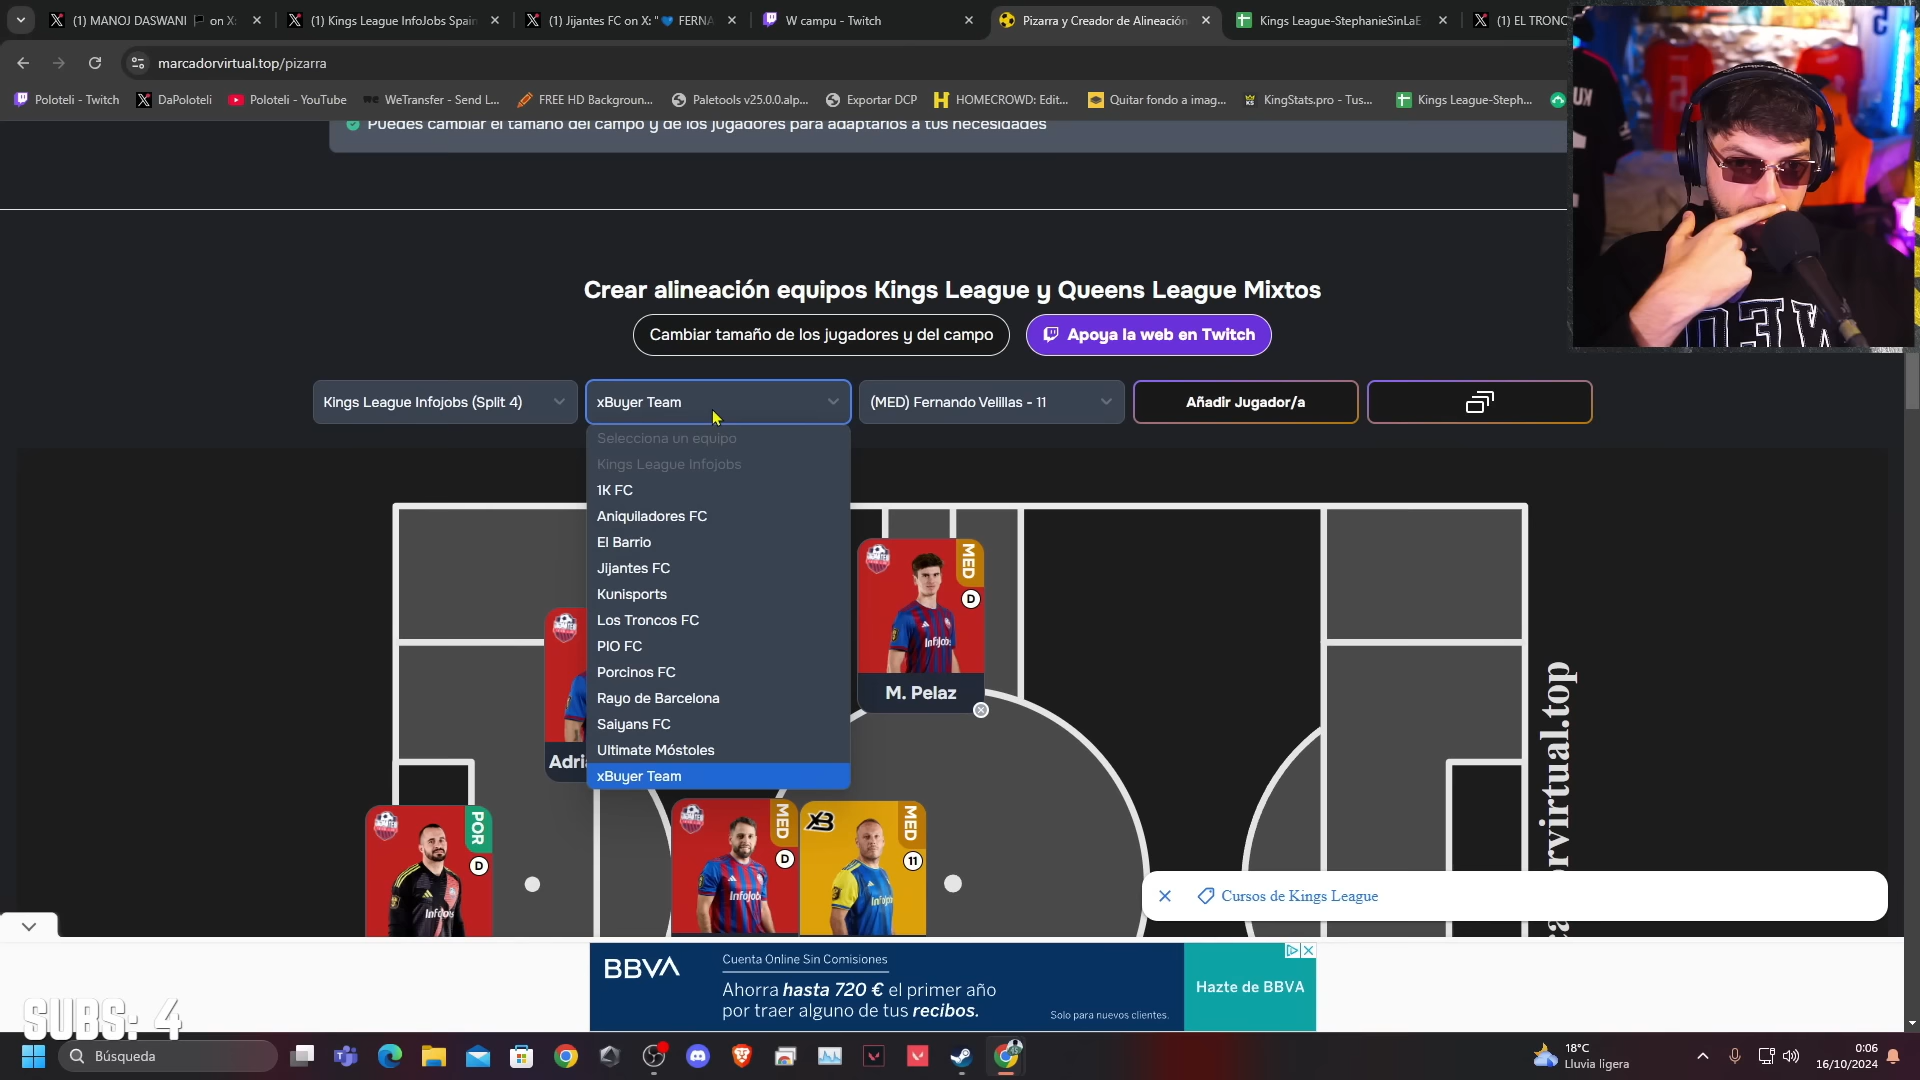 (1) MANOJ DASWANI 🏴 on X:
(1) Kings League InfoJobs Spain
(1) Jijantes FC on X: "💙 FERNA
W campu - Twitch
Pizarra y Creador de Alineación
Kings League-StephanieSinLaE
(1) EL TRONC
marcadorvirtual.top/pizarra
Poloteli - Twitch
DaPoloteli
Poloteli - YouTube
WeTransfer - Send L...
FREE HD Backgroun...
Paletools v25.0.0.alp...
Exportar DCP
HOMECROWD: Edit...
Quitar fondo a imag...
KingStats.pro - Tus...
Kings League-Steph...
Puedes cambiar el tamaño del campo y de los jugadores para adaptarlos a tus necesidades
Crear alineación equipos Kings League y Queens League Mixtos
Cambiar tamaño de los jugadores y del campo
Apoya la web en Twitch
Kings League Infojobs (Split 4)
xBuyer Team
(MED) Fernando Velillas - 11
Añadir Jugador/a
Selecciona un equipo
Kings League Infojobs
1K FC
Aniquiladores FC
El Barrio
Jijantes FC
Kunisports
Los Troncos FC
PIO FC
Porcinos FC
Rayo de Barcelona
Saiyans FC
Ultimate Móstoles
xBuyer Team
MED
D
InfoJobs
M. Pelaz
Adri
POR
D
MED
D
InfoJobs
MED
11
Cursos de Kings League
BBVA
Cuenta Online Sin Comisiones
Ahorra hasta 720 € el primer año
por traer alguno de tus recibos.
Solo para nuevos clientes.
Hazte de BBVA
SUBS: 4
Búsqueda
18°C
Lluvia ligera
0:06
16/10/2024